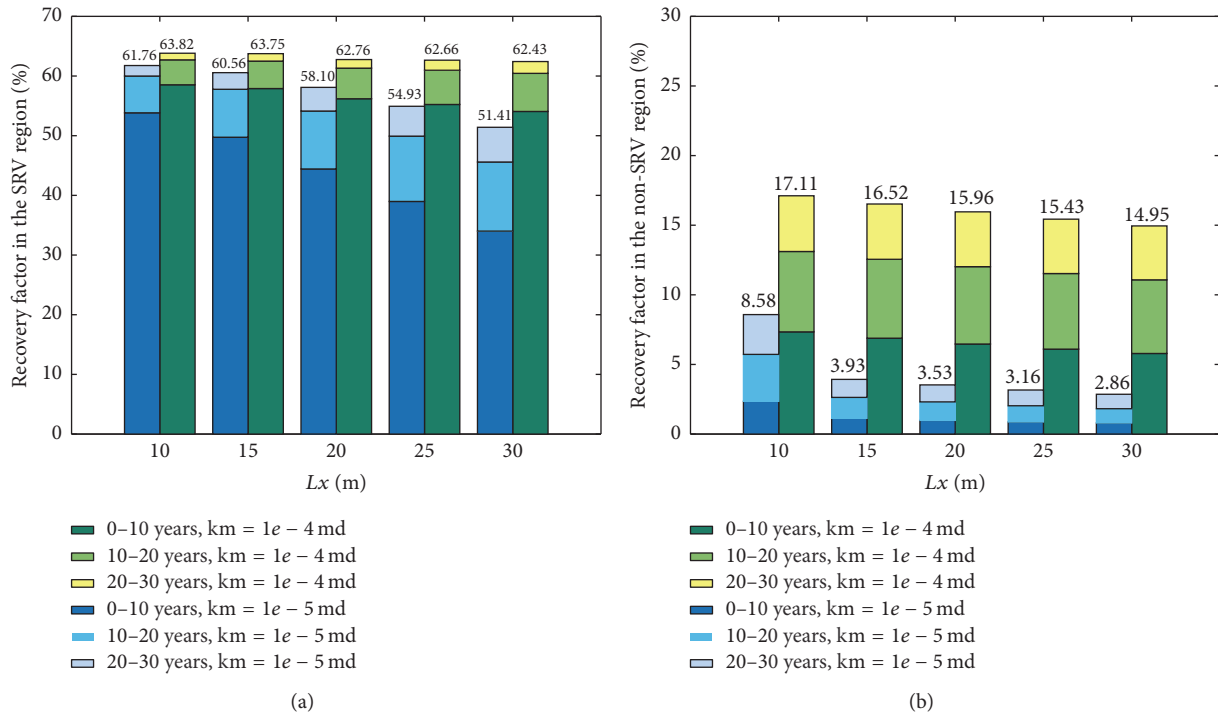 Recovery factor in the SRV region (%)
70
60
50
40
30
20
10
0
61.76
63.82
60.56
63.75
58.10
62.76
54.93
62.66
51.41
62.43
10 15 20 25 30
Lx (m)
0–10 years, km = 1e − 4 md
10–20 years, km = 1e − 4 md
20–30 years, km = 1e − 4 md
0–10 years, km = 1e − 5 md
10–20 years, km = 1e − 5 md
20–30 years, km = 1e − 5 md
(a)
Recovery factor in the non-SRV region (%)
30
25
20
15
10
5
0
8.58
17.11
3.93
16.52
3.53
15.96
3.16
15.43
2.86
14.95
10 15 20 25 30
Lx (m)
0–10 years, km = 1e − 4 md
10–20 years, km = 1e − 4 md
20–30 years, km = 1e − 4 md
0–10 years, km = 1e − 5 md
10–20 years, km = 1e − 5 md
20–30 years, km = 1e − 5 md
(b)